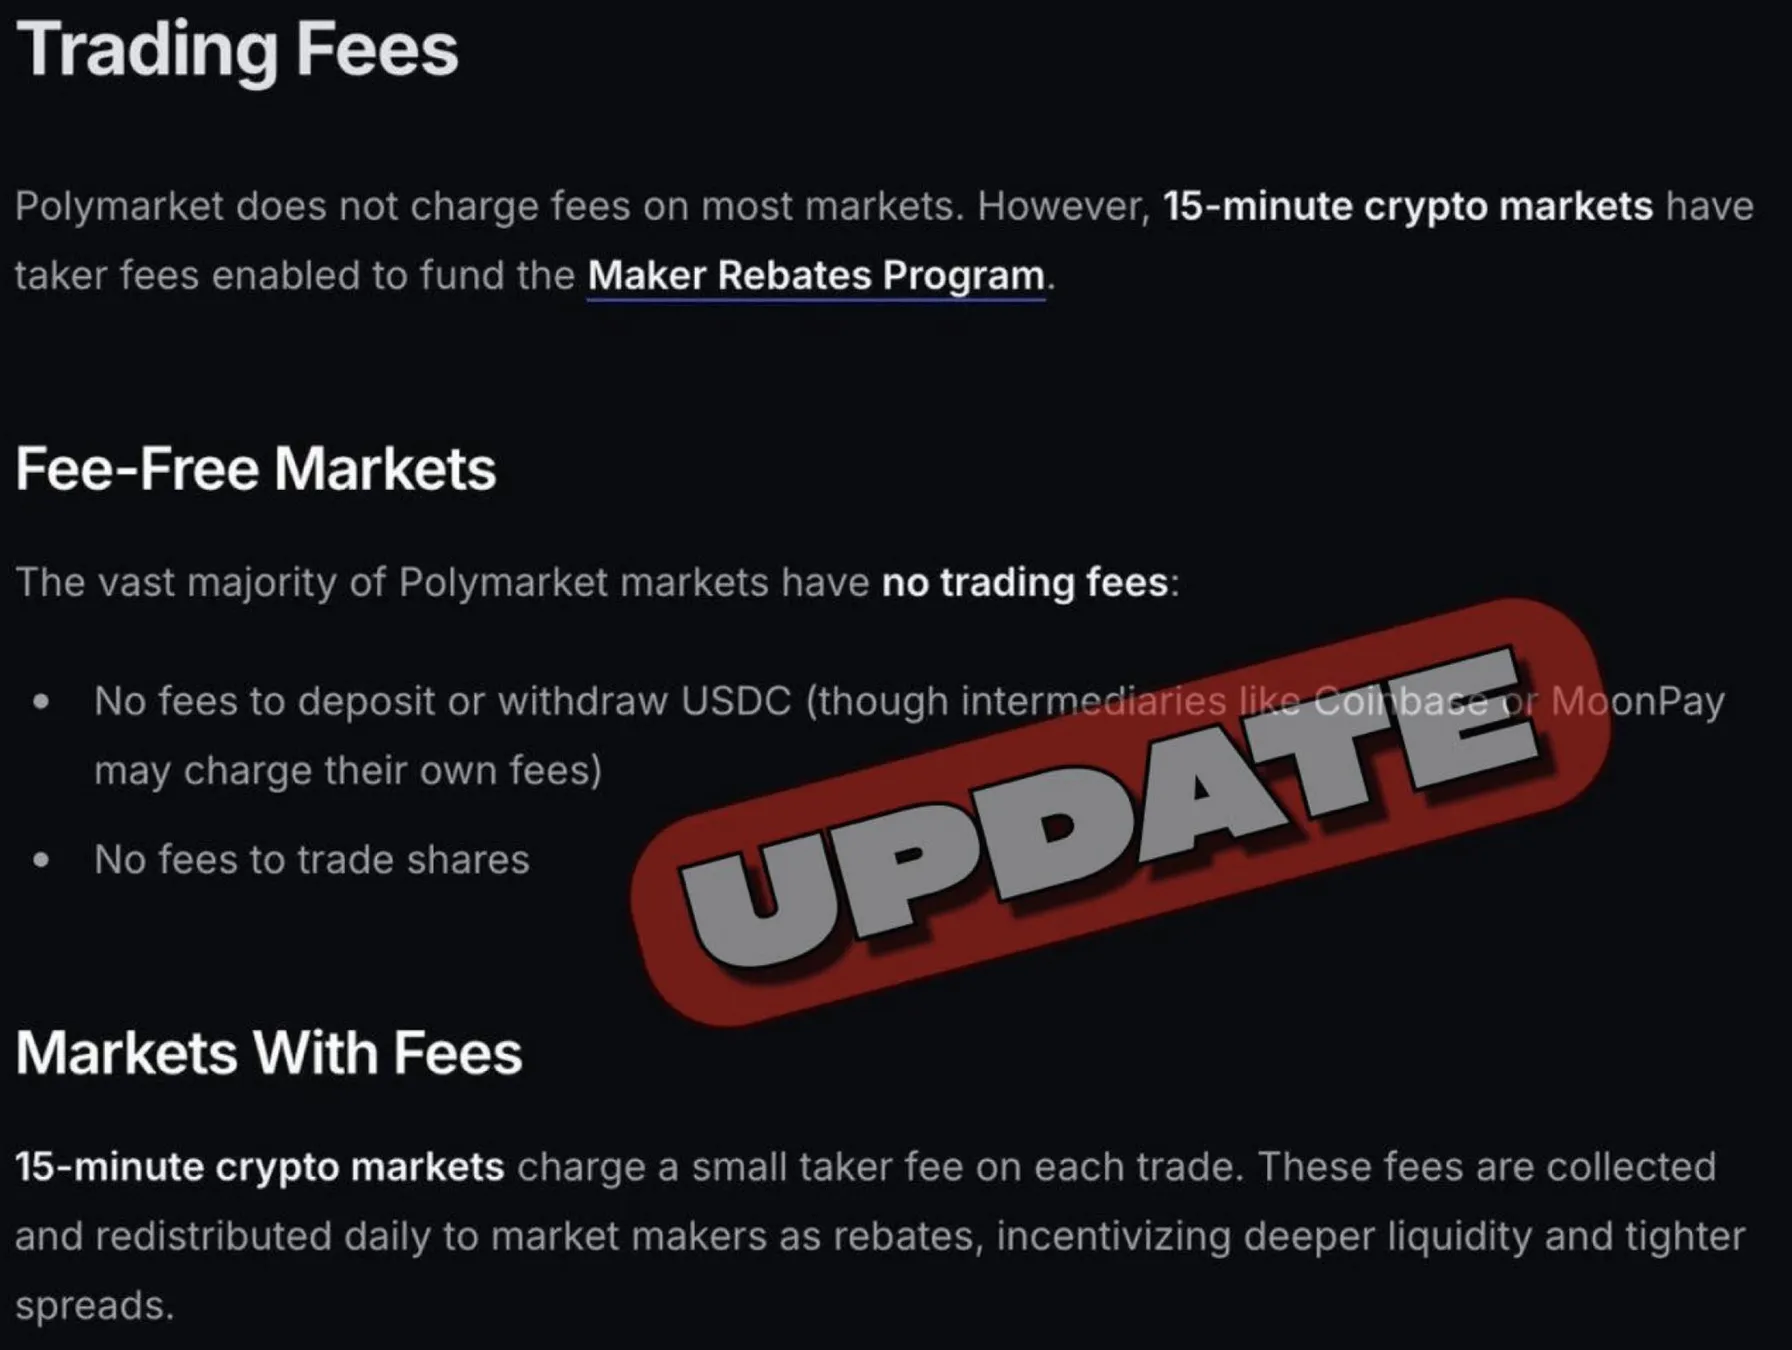 Trading Fees
Polymarket does not charge fees on most markets. However, 15-minute crypto markets have
taker fees enabled to fund the Maker Rebates Program.
Fee-Free Markets
The vast majority of Polymarket markets have no trading fees:
• No fees to deposit or withdraw USDC (though intermediaries like Coinbase or MoonPay
may charge their own fees)
• No fees to trade shares
UPDATE
Markets With Fees
15-minute crypto markets charge a small taker fee on each trade. These fees are collected
and redistributed daily to market makers as rebates, incentivizing deeper liquidity and tighter
spreads.